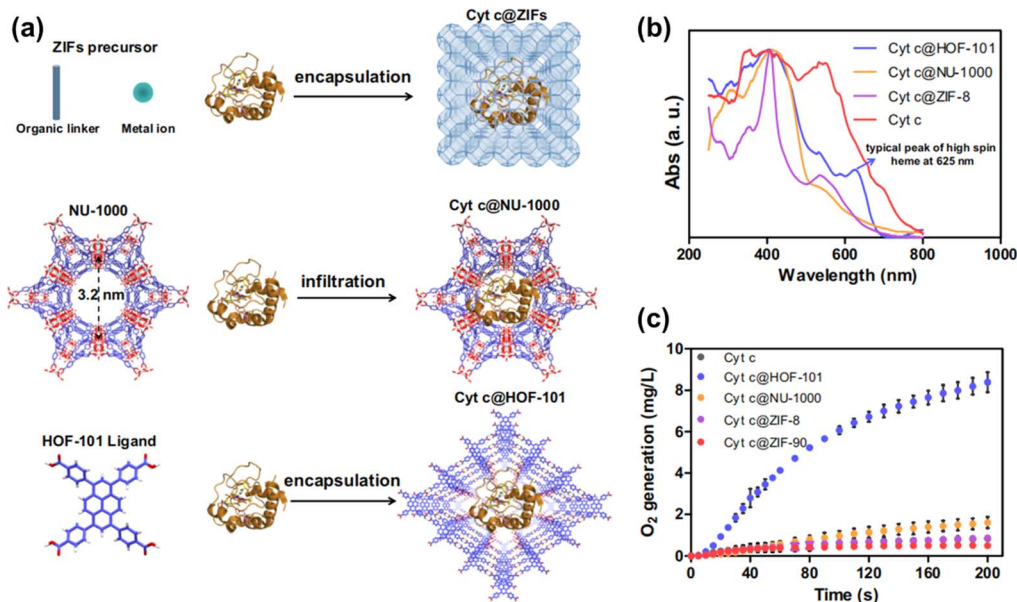 (a)
ZIFs precursor
Organic linker
Metal ion
encapsulation
Cyt c@ZIFs
NU-1000
3.2 nm
infiltration
Cyt c@NU-1000
HOF-101 Ligand
encapsulation
Cyt c@HOF-101
(b)
Abs (a. u.)
Cyt c@HOF-101
Cyt c@NU-1000
Cyt c@ZIF-8
Cyt c
typical peak of high spin
heme at 625 nm
200 400 600 800 1000
Wavelength (nm)
(c)
O2 generation (mg/L)
10
8
6
4
2
0
Cyt c
Cyt c@HOF-101
Cyt c@NU-1000
Cyt c@ZIF-8
Cyt c@ZIF-90
0 40 80 120 160 200
Time (s)